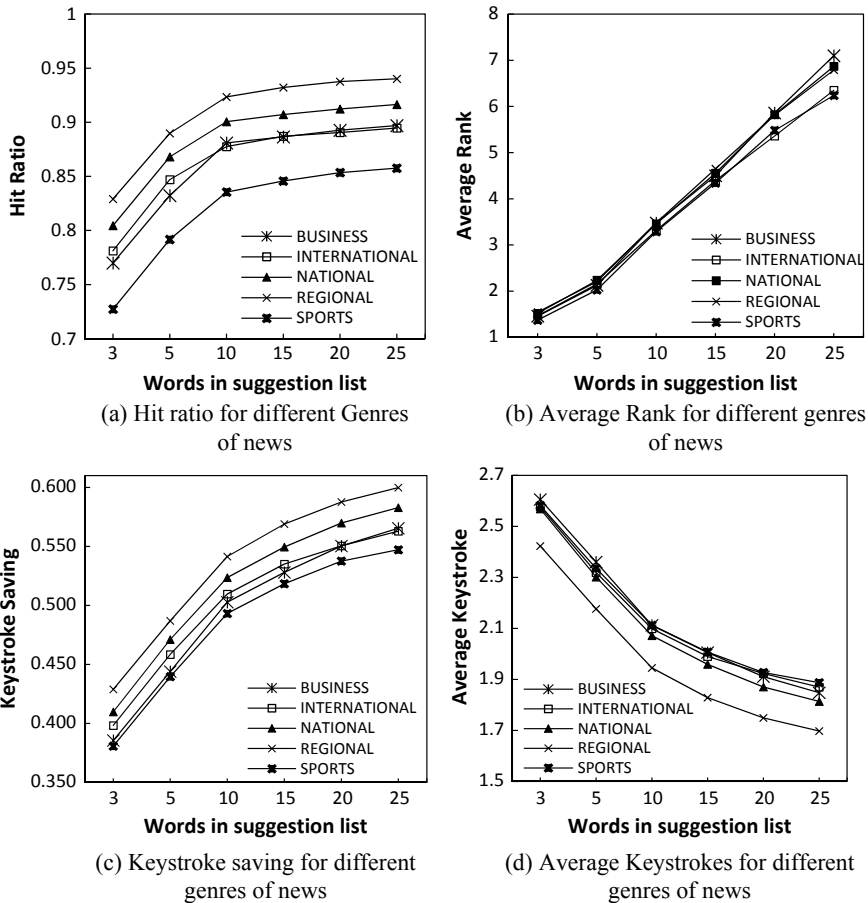 1
0.95
0.9
0.85
0.8
0.75
0.7
Hit Ratio
BUSINESS
INTERNATIONAL
NATIONAL
REGIONAL
SPORTS
3 5 10 15 20 25
Words in suggestion list
(a) Hit ratio for different Genres
of news
7
6
5
4
3
2
1
Average Rank
BUSINESS
INTERNATIONAL
NATIONAL
REGIONAL
SPORTS
3 5 10 15 20 25
Words in suggestion list
(b) Average Rank for different genres
of news
0.600
0.550
0.500
0.450
0.400
0.350
Keystroke Saving
BUSINESS
INTERNATIONAL
NATIONAL
REGIONAL
SPORTS
3 5 10 15 20 25
Words in suggestion list
(c) Keystroke saving for different
genres of news
2.7
2.5
2.3
2.1
1.9
1.7
1.5
Average Keystroke
BUSINESS
INTERNATIONAL
NATIONAL
REGIONAL
SPORTS
3 5 10 15 20 25
Words in suggestion list
(d) Average Keystrokes for different
genres of news